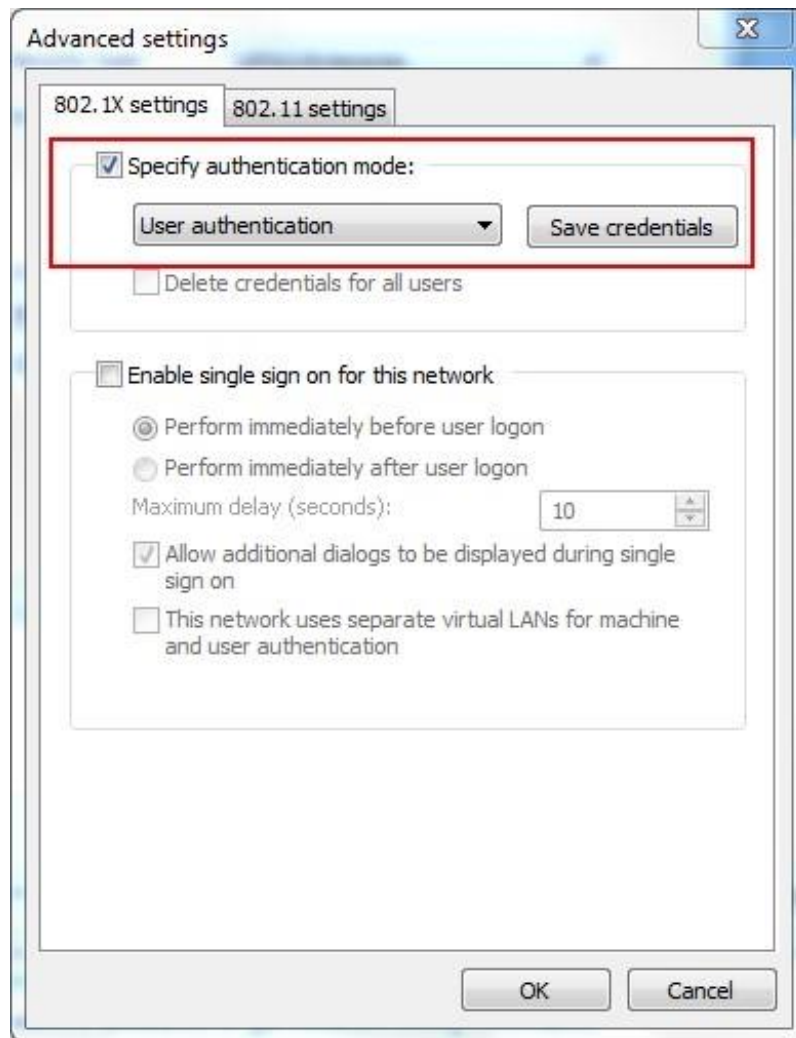 Advanced settings
802.1X settings
802.11 settings
Specify authentication mode:
User authentication
Save credentials
Delete credentials for all users
Enable single sign on for this network
Perform immediately before user logon
Perform immediately after user logon
Maximum delay (seconds):
10
Allow additional dialogs to be displayed during single
sign on
This network uses separate virtual LANs for machine
and user authentication
OK
Cancel